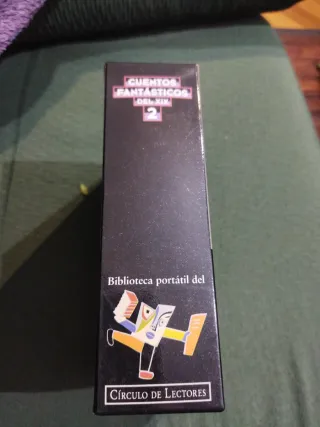 CUENTOS
FANTÁSTICOS
DEL XIX
2
Biblioteca portátil del
CÍRCULO DE LECTORES